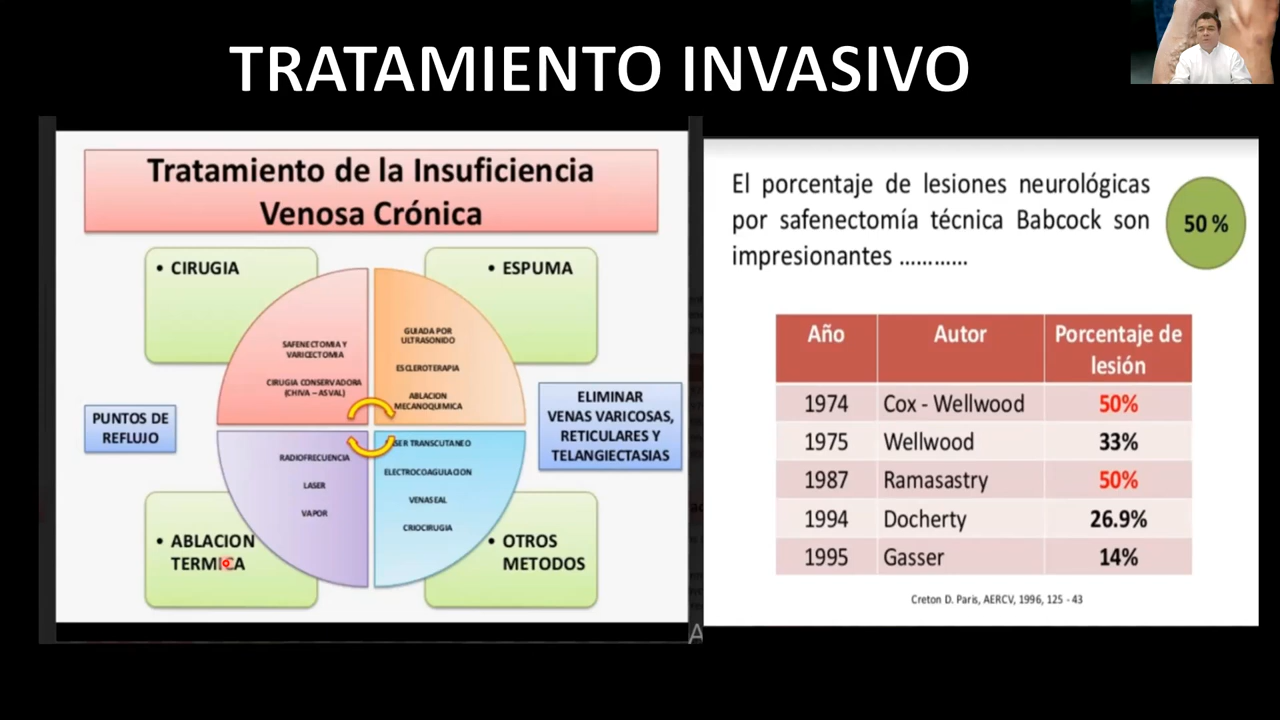 TRATAMIENTO INVASIVO
Tratamiento de la Insuficiencia
Venosa Crónica
• CIRUGIA
• ESPUMA
SAFENECTOMIA Y
VARICECTOMIA
CIRUGIA CONSERVADORA
(CHIVA – ASVAL)
GUIADA POR
ULTRASONIDO
ESCLEROTERAPIA
ABLACION
MECANOQUIMICA
PUNTOS DE
REFLUJO
ELIMINAR
VENAS VARICOSAS,
RETICULARES Y
TELANGIECTASIAS
RADIOFRECUENCIA
LASER
VAPOR
TRANSCUTANEO
ELECTROCOAGULACION
VENASEAL
CRIOCIRUGIA
• ABLACION
TERMICA
• OTROS
METODOS
El porcentaje de lesiones neurológicas
por safenectomía técnica Babcock son
impresionantes …………
50 %
Año Autor Porcentaje de
lesión
1974 Cox - Wellwood 50%
1975 Wellwood 33%
1987 Ramasastry 50%
1994 Docherty 26.9%
1995 Gasser 14%
Creton D. Paris, AERCV, 1996, 125 - 43
A